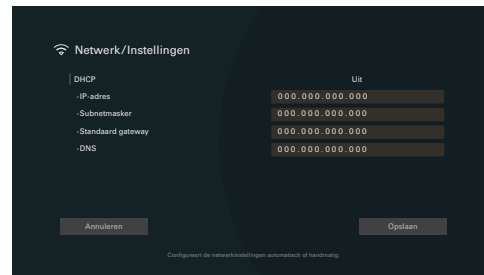 Netwerk/Instellingen
DHCP Uit
-IP-adres 000.000.000.000
-Subnetmasker 000.000.000.000
-Standaard gateway 000.000.000.000
-DNS 000.000.000.000
Annuleren Opslaan
Configureert de netwerkinstellingen automatisch of handmatig.